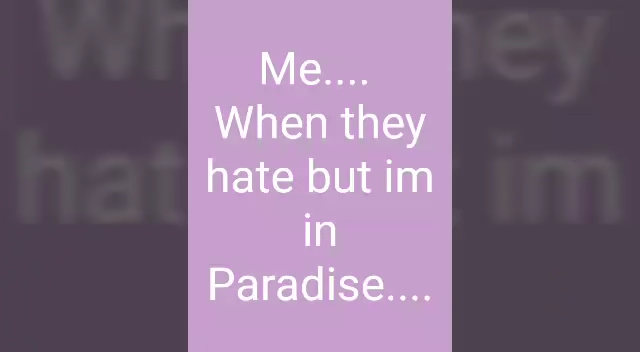 Me....
When they
hate but im
in
Paradise....